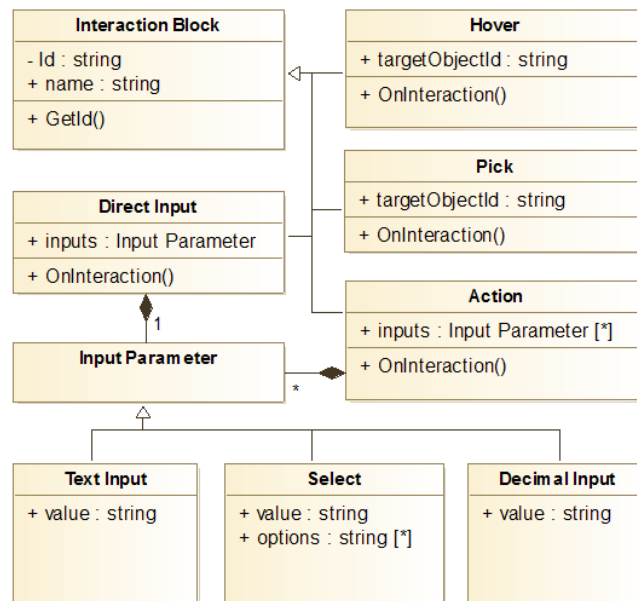 Interaction Block
- Id : string
+ name : string
+ GetId()
Hover
+ targetObjectId : string
+ OnInteraction()
Pick
+ targetObjectId : string
+ OnInteraction()
Direct Input
+ inputs : Input Parameter
+ OnInteraction()
1
Action
+ inputs : Input Parameter [*]
+ OnInteraction()
Input Parameter
*
Text Input
+ value : string
Select
+ value : string
+ options : string [*]
Decimal Input
+ value : string